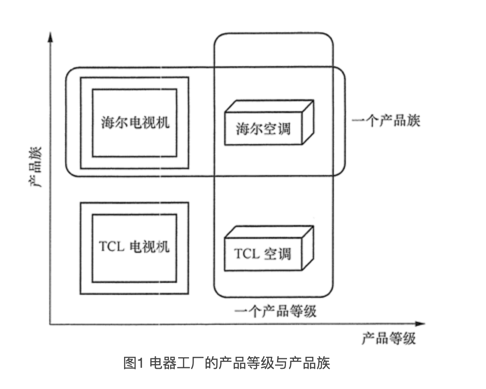 产品族
海尔电视机
海尔空调
一个产品族
TCL 电视机
TCL 空调
一个产品等级
产品等级
图1 电器工厂的产品等级与产品族